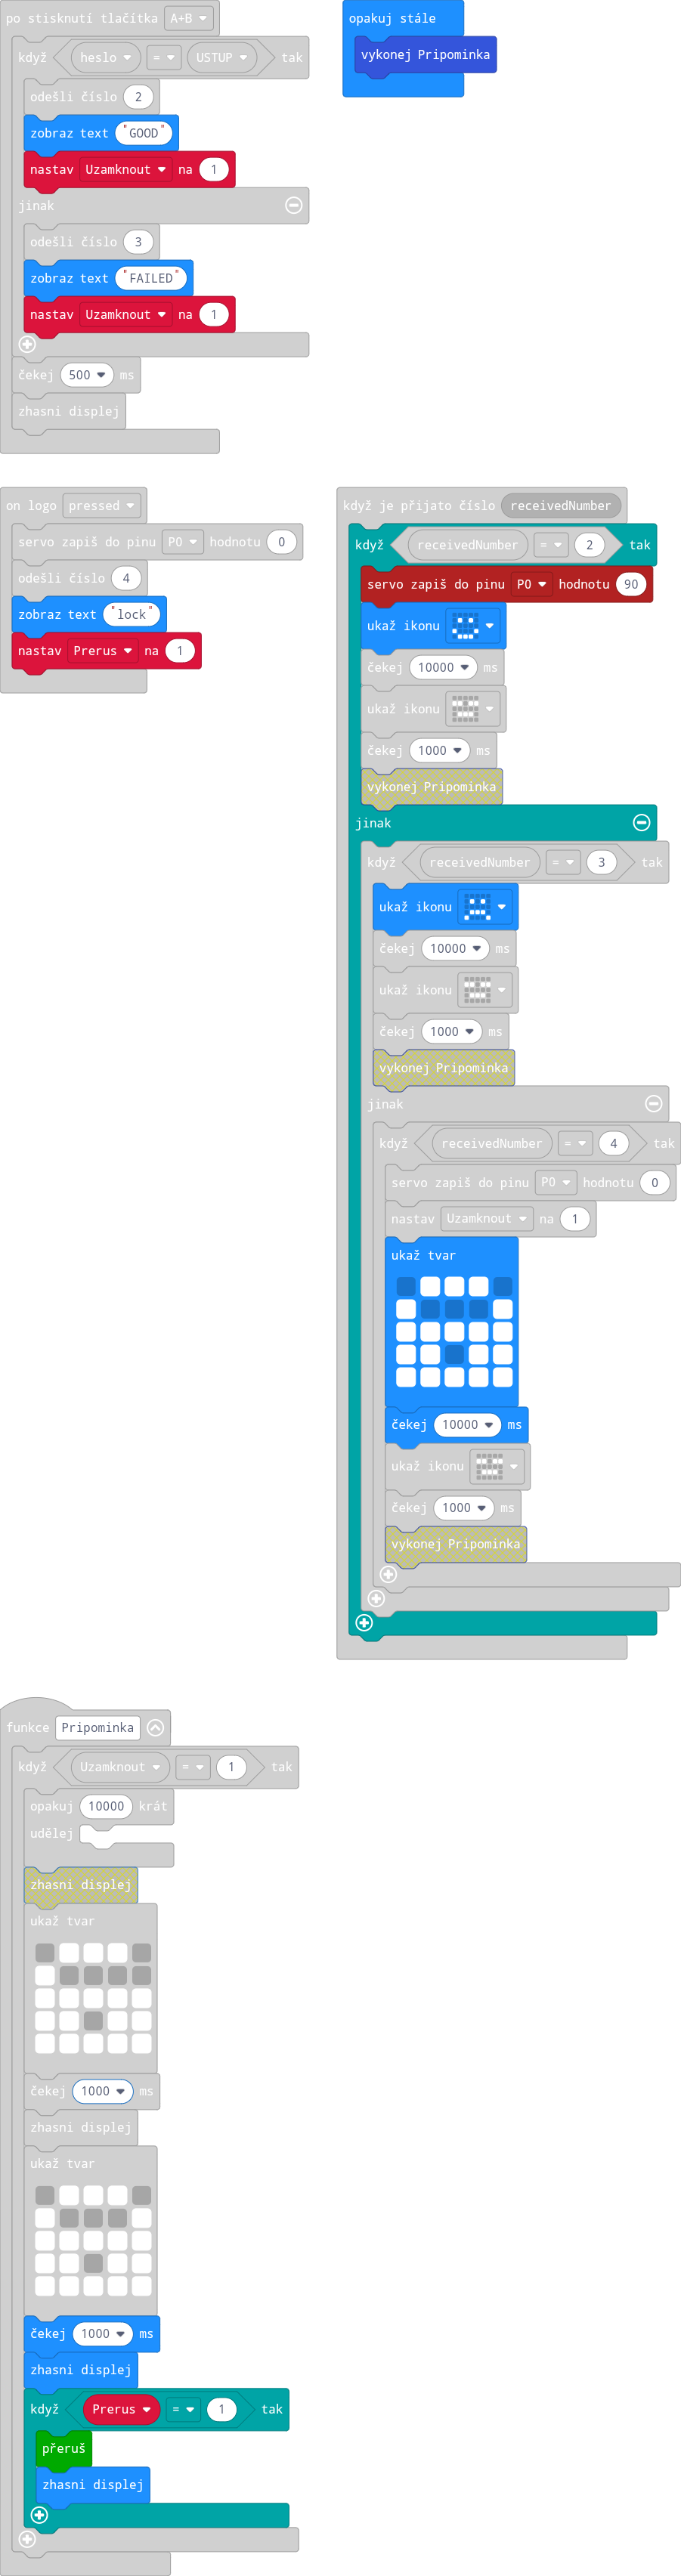 po stisknutí tlačítka A+B
když heslo = USTUP tak
odešli číslo 2
zobraz text "GOOD"
nastav Uzamknout na 1
jinak
odešli číslo 3
zobraz text "FAILED"
nastav Uzamknout na 1
čekej 500 ms
zhasni displej
opakuj stále
vykonej Pripominka
on logo pressed
servo zapiš do pinu P0 hodnotu 0
odešli číslo 4
zobraz text "lock"
nastav Prerus na 1
když je přijato číslo receivedNumber
když receivedNumber = 2 tak
servo zapiš do pinu P0 hodnotu 90
ukaž ikonu
čekej 10000 ms
ukaž ikonu
čekej 1000 ms
vykonej Pripominka
jinak
když receivedNumber = 3 tak
ukaž ikonu
čekej 10000 ms
ukaž ikonu
čekej 1000 ms
vykonej Pripominka
jinak
když receivedNumber = 4 tak
servo zapiš do pinu P0 hodnotu 0
nastav Uzamknout na 1
ukaž tvar
čekej 10000 ms
ukaž ikonu
čekej 1000 ms
vykonej Pripominka
funkce Pripominka
když Uzamknout = 1 tak
opakuj 10000 krát
udělej
zhasni displej
ukaž tvar
čekej 1000 ms
zhasni displej
ukaž tvar
čekej 1000 ms
zhasni displej
když Prerus = 1 tak
přeruš
zhasni displej